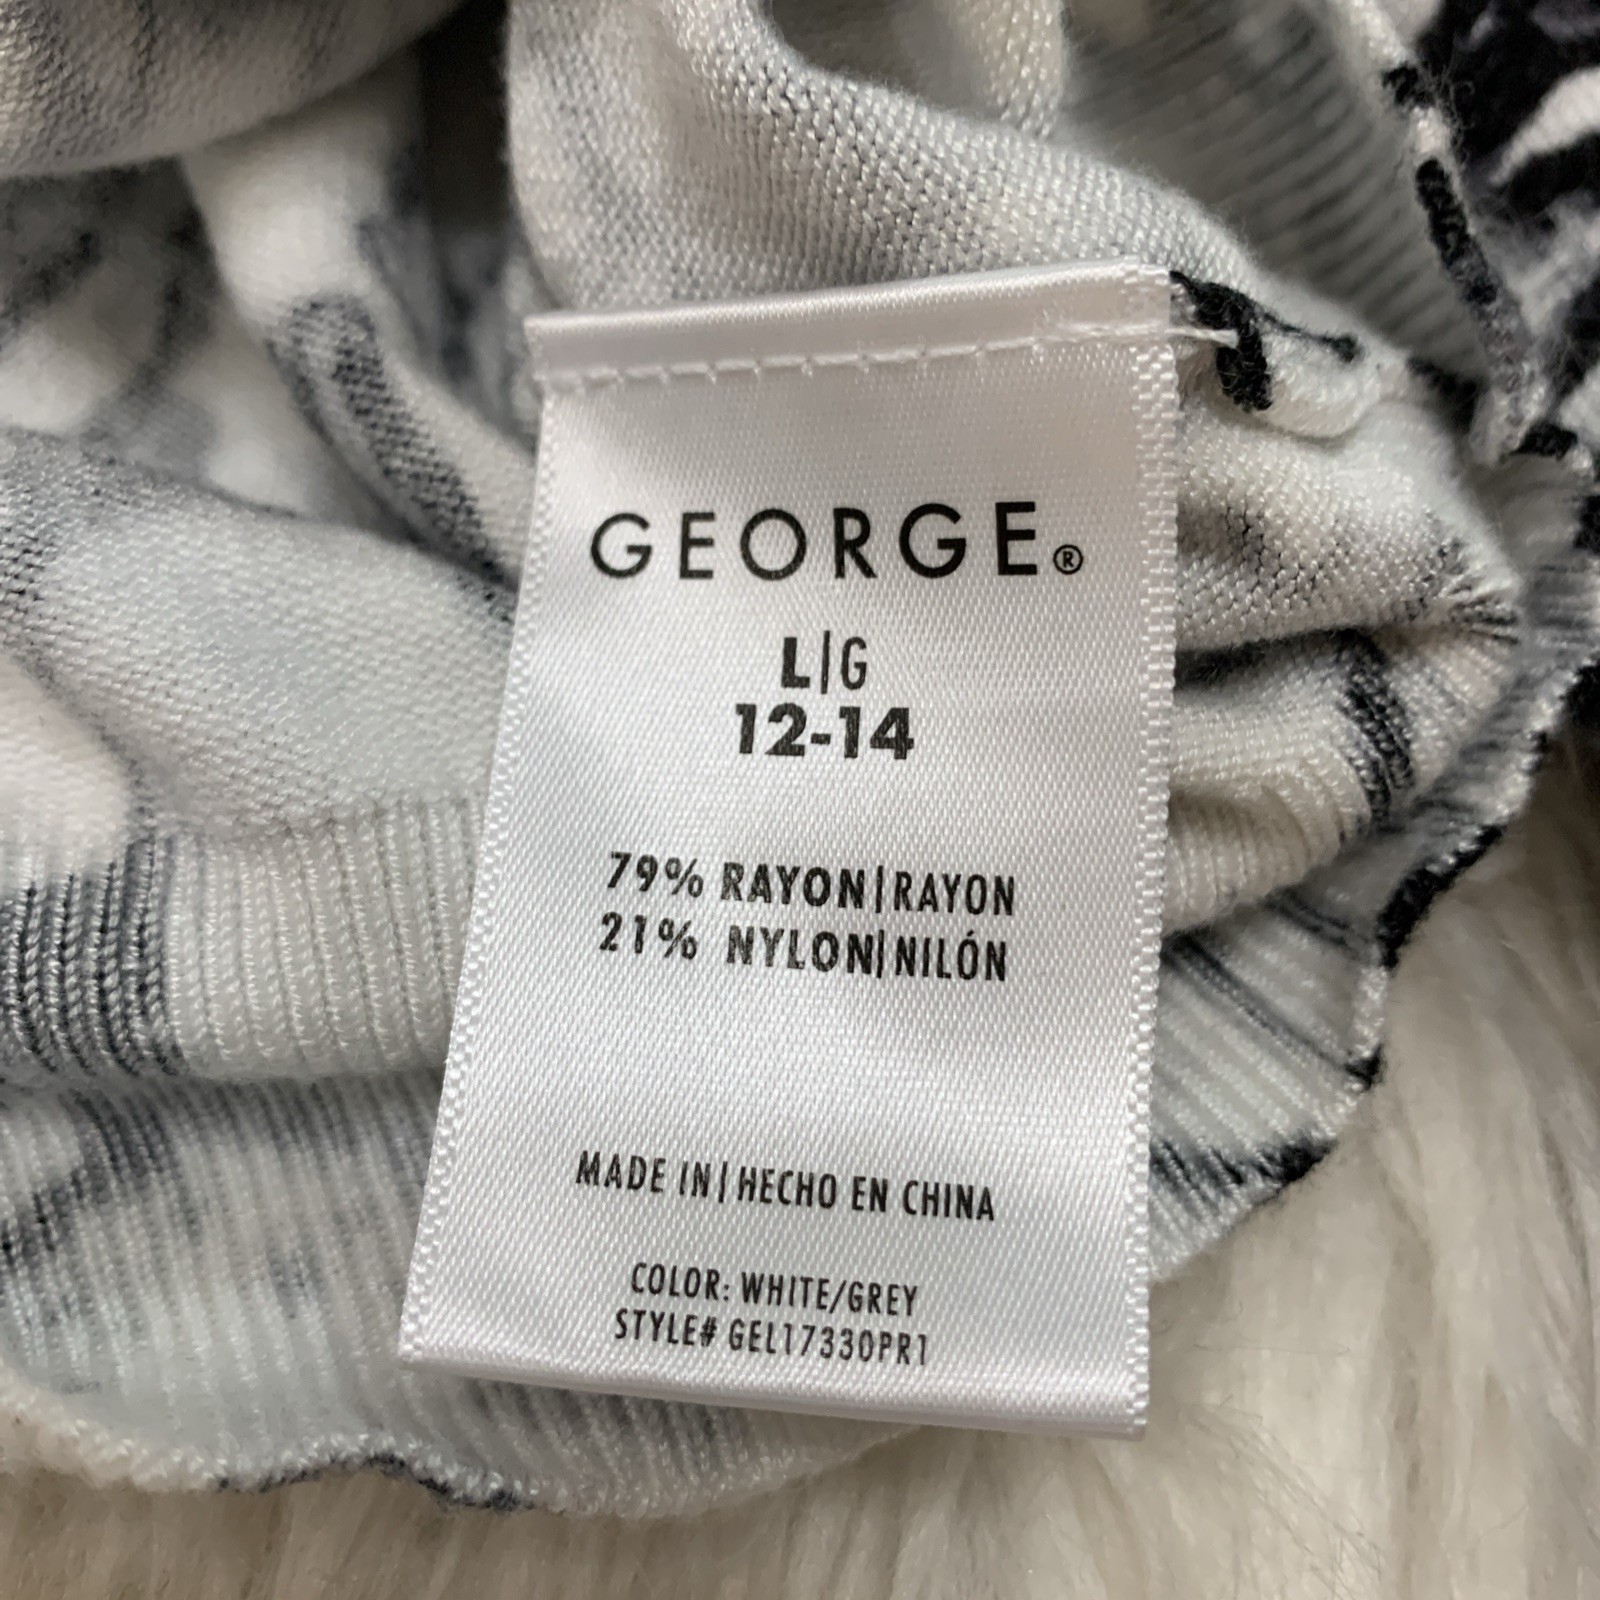 GEORGE®
L|G
12-14
79% RAYON|RAYON
21% NYLON|NILÓN
MADE IN|HECHO EN CHINA
COLOR: WHITE/GREY
STYLE# GEL17330PR1